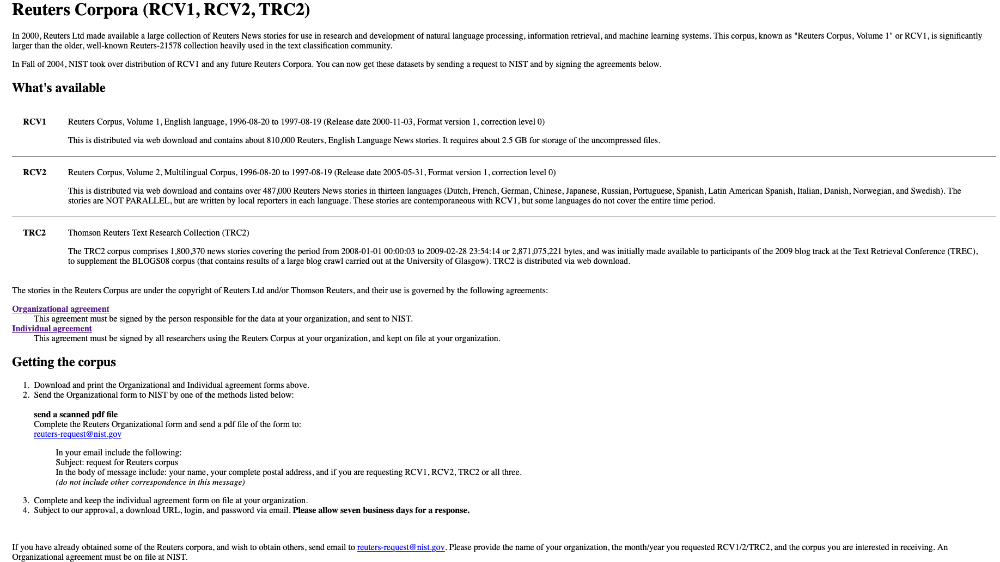 Reuters Corpora (RCV1, RCV2, TRC2)
In 2000, Reuters Ltd made available a large collection of Reuters News stories for use in research and development of natural language processing, information retrieval, and machine learning systems. This corpus, known as "Reuters Corpus, Volume 1" or RCV1, is significantly
larger than the older, well-known Reuters-21578 collection heavily used in the text classification community.
In Fall of 2004, NIST took over distribution of RCV1 and any future Reuters Corpora. You can now get these datasets by sending a request to NIST and by signing the agreements below.
What's available
RCV1 Reuters Corpus, Volume 1, English language, 1996-08-20 to 1997-08-19 (Release date 2000-11-03, Format version 1, correction level 0)
This is distributed via web download and contains about 810,000 Reuters, English Language News stories. It requires about 2.5 GB for storage of the uncompressed files.
RCV2 Reuters Corpus, Volume 2, Multilingual Corpus, 1996-08-20 to 1997-08-19 (Release date 2005-05-31, Format version 1, correction level 0)
This is distributed via web download and contains over 487,000 Reuters News stories in thirteen languages (Dutch, French, German, Chinese, Japanese, Russian, Portuguese, Spanish, Latin American Spanish, Italian, Danish, Norwegian, and Swedish). The
stories are NOT PARALLEL, but are written by local reporters in each language. These stories are contemporaneous with RCV1, but some languages do not cover the entire time period.
TRC2 Thomson Reuters Text Research Collection (TRC2)
The TRC2 corpus comprises 1,800,370 news stories covering the period from 2008-01-01 00:00:03 to 2009-02-28 23:54:14 or 2,871,075,221 bytes, and was initially made available to participants of the 2009 blog track at the Text Retrieval Conference (TREC),
to supplement the BLOGS08 corpus (that contains results of a large blog crawl carried out at the University of Glasgow). TRC2 is distributed via web download.
The stories in the Reuters Corpus are under the copyright of Reuters Ltd and/or Thomson Reuters, and their use is governed by the following agreements:
Organizational agreement
This agreement must be signed by the person responsible for the data at your organization, and sent to NIST.
Individual agreement
This agreement must be signed by all researchers using the Reuters Corpus at your organization, and kept on file at your organization.
Getting the corpus
1. Download and print the Organizational and Individual agreement forms above.
2. Send the Organizational form to NIST by one of the methods listed below:
send a scanned pdf file
Complete the Reuters Organizational form and send a pdf file of the form to:
reuters-request@nist.gov
In your email include the following:
Subject: request for Reuters corpus
In the body of message include: your name, your complete postal address, and if you are requesting RCV1, RCV2, TRC2 or all three.
(do not include other correspondence in this message)
3. Complete and keep the individual agreement form on file at your organization.
4. Subject to our approval, a download URL, login, and password via email. Please allow seven business days for a response.
If you have already obtained some of the Reuters corpora, and wish to obtain others, send email to reuters-request@nist.gov. Please provide the name of your organization, the month/year you requested RCV1/2/TRC2, and the corpus you are interested in receiving. An
Organizational agreement must be on file at NIST.